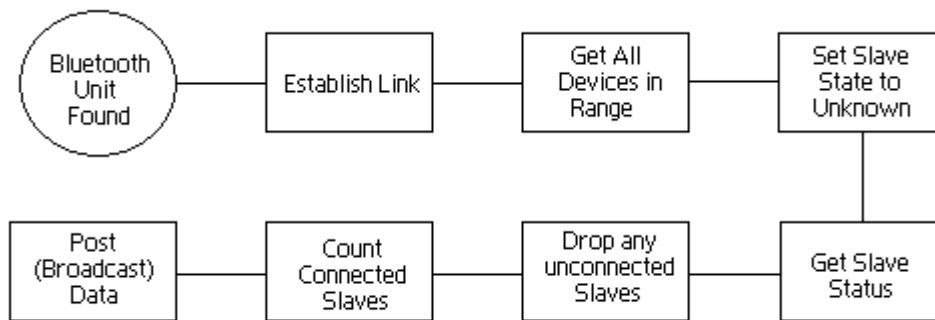 Bluetooth
Unit
Found
Establish Link
Get All
Devices in
Range
Set Slave
State to
Unknown
Post
(Broadcast)
Data
Count
Connected
Slaves
Drop any
unconnected
Slaves
Get Slave
Status